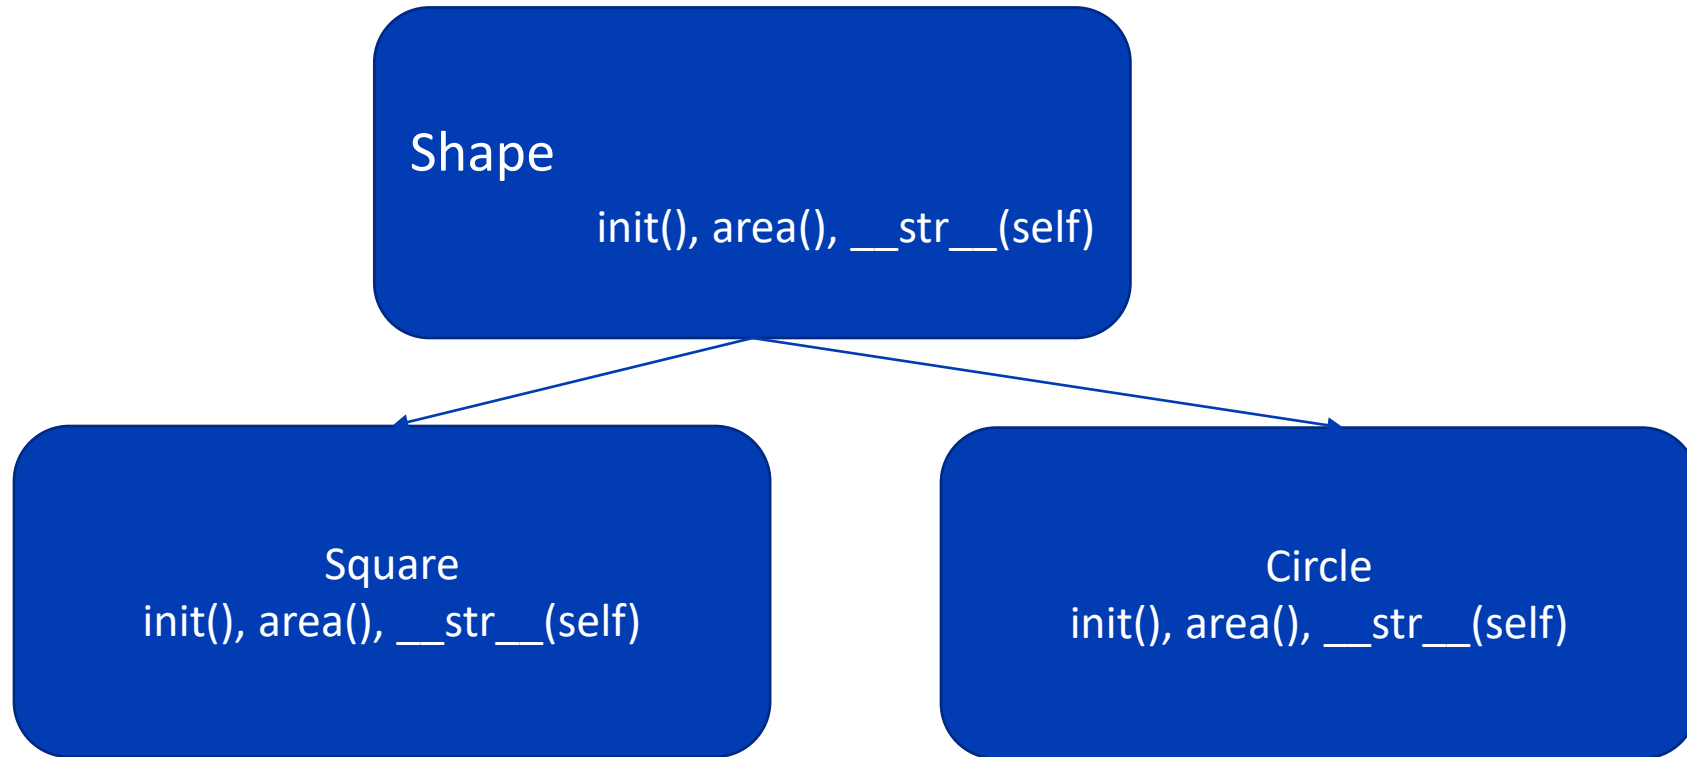 Shape
init(), area(), __str__(self)
Square
init(), area(), __str__(self)
Circle
init(), area(), __str__(self)